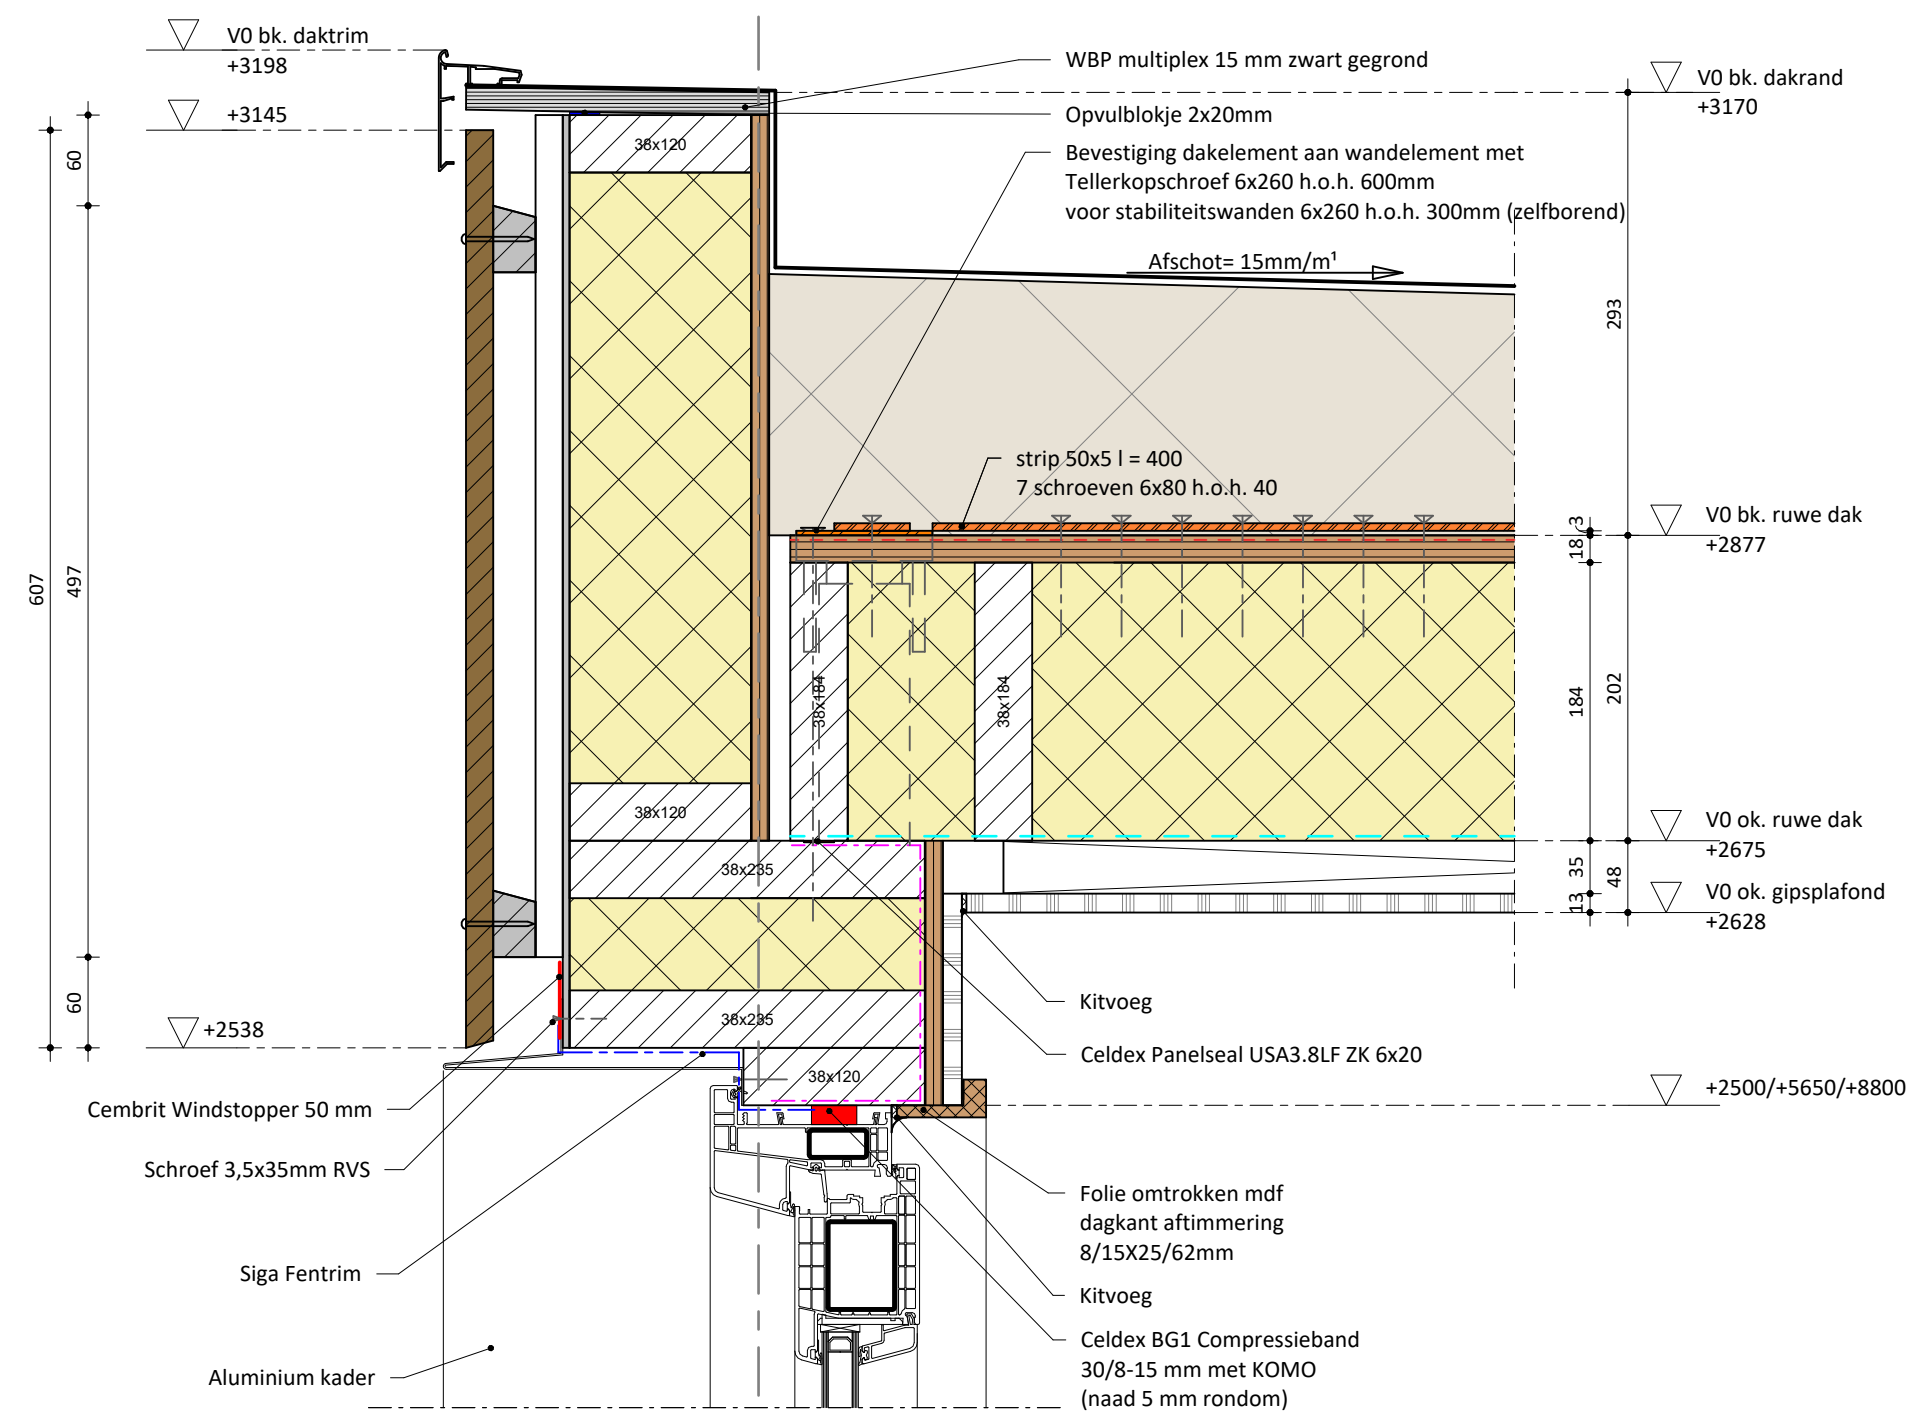 V0 bk. daktrim
+3198
+3145
60
497
607
60
+2538
WBP multiplex 15 mm zwart gegrond
Opvulblokje 2x20mm
Bevestiging dakelement aan wandelement met
Tellerkopschroef 6x260 h.o.h. 600mm
voor stabiliteitswanden 6x260 h.o.h. 300mm (zelfborend)
Afschot= 15mm/m¹
strip 50x5 l = 400
7 schroeven 6x80 h.o.h. 40
38x120
38x184
38x184
38x120
38x235
38x235
38x120
V0 bk. dakrand
+3170
293
V0 bk. ruwe dak
+2877
3
18
184
202
V0 ok. ruwe dak
+2675
35
48
13
V0 ok. gipsplafond
+2628
+2500/+5650/+8800
Kitvoeg
Celdex Panelseal USA3.8LF ZK 6x20
Folie omtrokken mdf
dagkant aftimmering
8/15X25/62mm
Kitvoeg
Celdex BG1 Compressieband
30/8-15 mm met KOMO
(naad 5 mm rondom)
Cembrit Windstopper 50 mm
Schroef 3,5x35mm RVS
Siga Fentrim
Aluminium kader